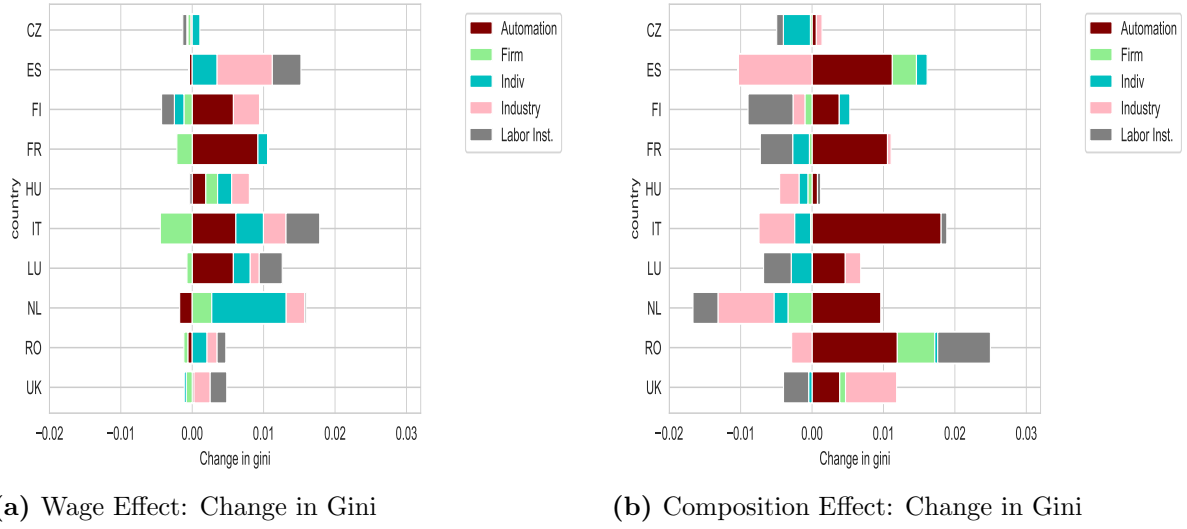 CZ
ES
FI
FR
HU
IT
LU
NL
RO
UK
country
−0.02 −0.01 0.00 0.01 0.02 0.03
Change in gini
Automation
Firm
Indiv
Industry
Labor Inst.
(a) Wage Effect: Change in Gini
CZ
ES
FI
FR
HU
IT
LU
NL
RO
UK
country
−0.02 −0.01 0.00 0.01 0.02 0.03
Change in gini
Automation
Firm
Indiv
Industry
Labor Inst.
(b) Composition Effect: Change in Gini